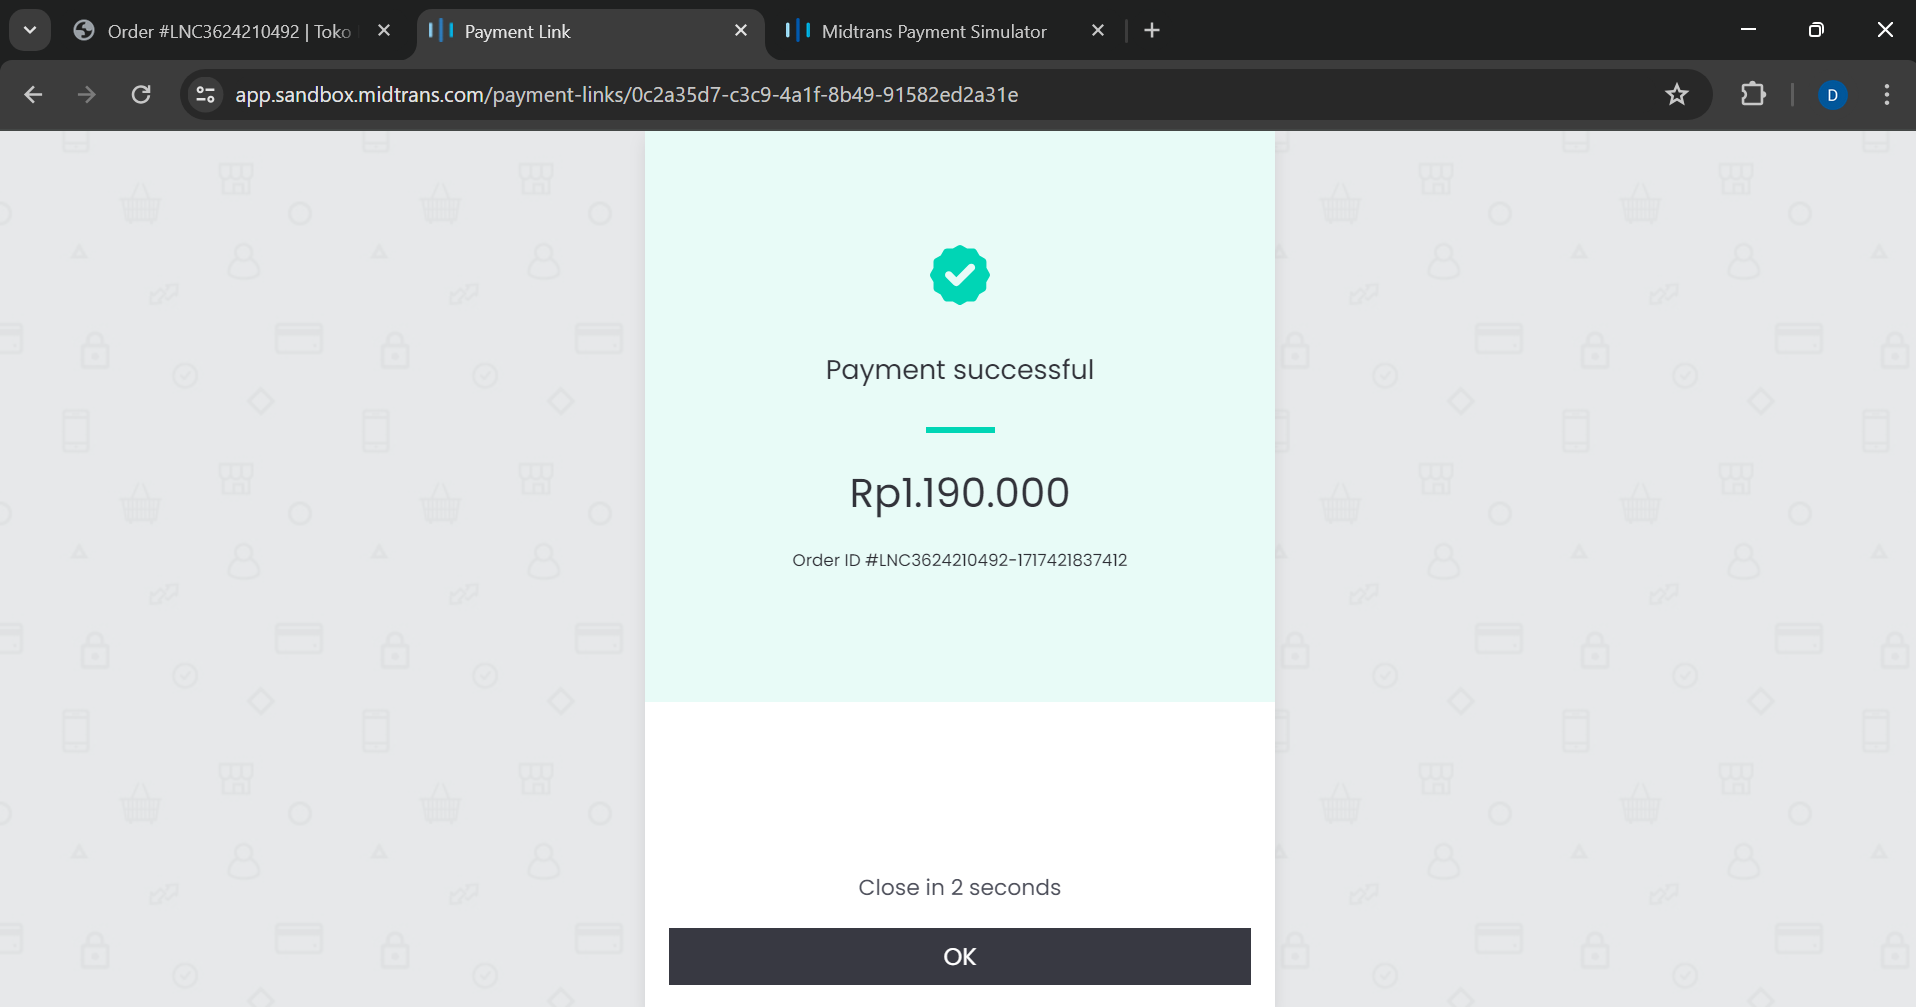 Order #LNC3624210492 | Toko
Payment Link
Midtrans Payment Simulator
app.sandbox.midtrans.com/payment-links/0c2a35d7-c3c9-4a1f-8b49-91582ed2a31e
D
Payment successful
Rp1.190.000
Order ID #LNC3624210492-1717421837412
Close in 2 seconds
OK